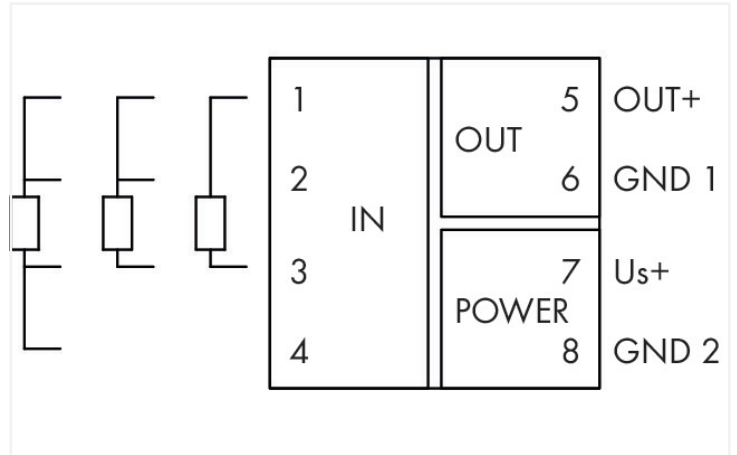 1
2
3
4
IN
OUT
5 OUT+
6 GND 1
POWER
7 Us+
8 GND 2